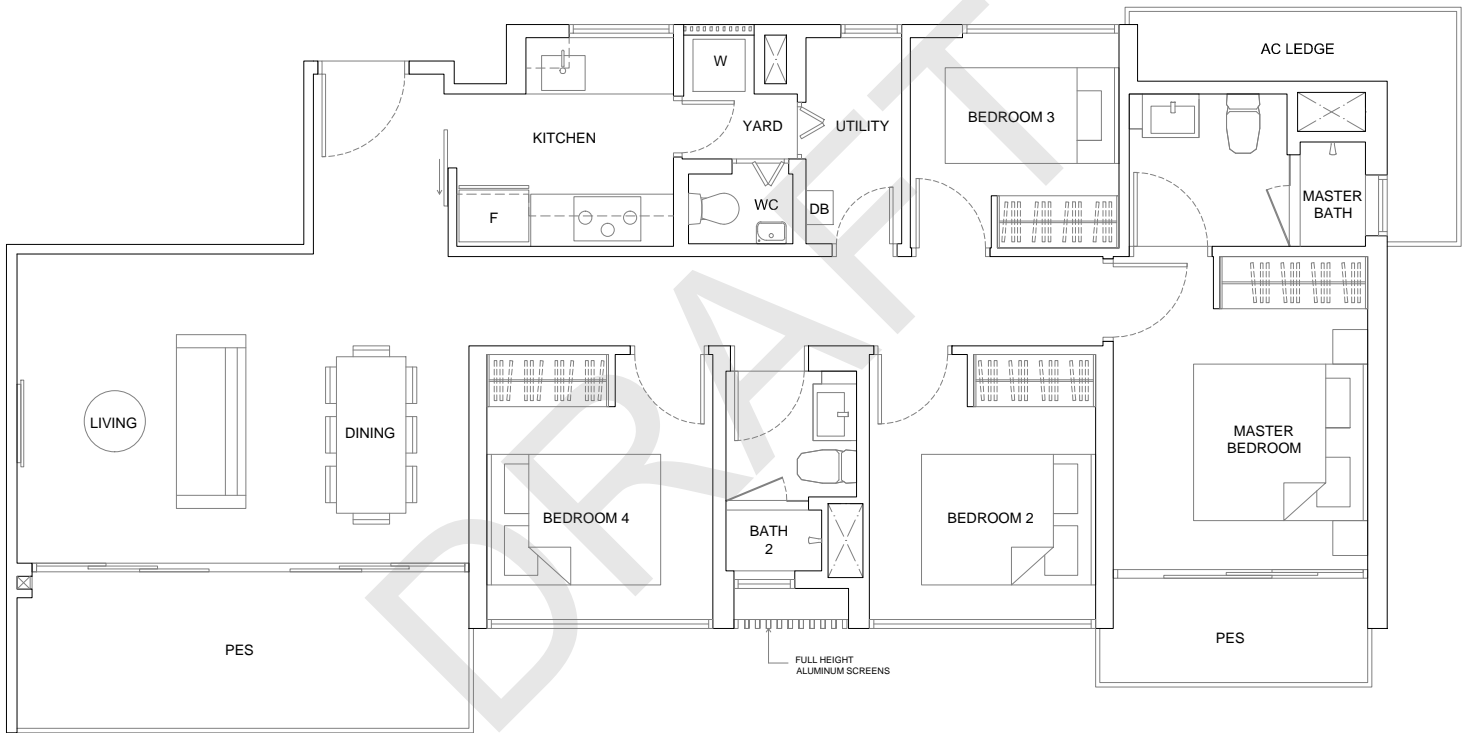 AC LEDGE
W
KITCHEN
YARD
UTILITY
BEDROOM 3
F
WC
DB
MASTER
BATH
LIVING
DINING
MASTER
BEDROOM
BEDROOM 4
BATH
2
BEDROOM 2
PES
PES
FULL HEIGHT
ALUMINUM SCREENS
DRAFT